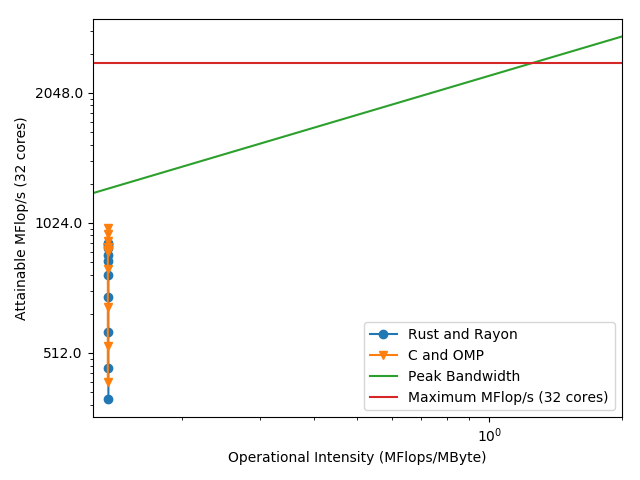 2048.0
1024.0
512.0
Attainable MFlop/s (32 cores)
Rust and Rayon
C and OMP
Peak Bandwidth
Maximum MFlop/s (32 cores)
10⁰
Operational Intensity (MFlops/MByte)